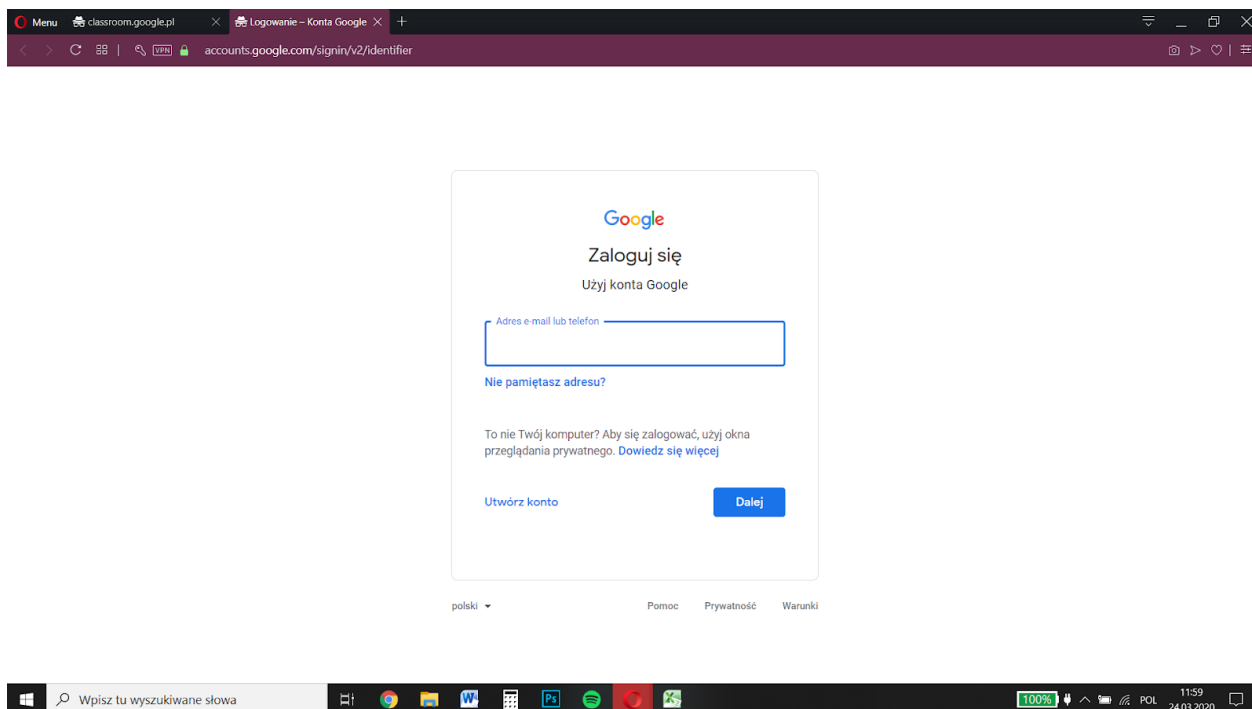 Menu classroom.google.pl Logowanie – Konta Google
VPN accounts.google.com/signin/v2/identifier
Google
Zaloguj się
Użyj konta Google
Adres e-mail lub telefon
Nie pamiętasz adresu?
To nie Twój komputer? Aby się zalogować, użyj okna
przeglądania prywatnego. Dowiedz się więcej
Utwórz konto Dalej
polski Pomoc Prywatność Warunki
Wpisz tu wyszukiwane słowa W Ps 100% POL 11:59
24.03.2020